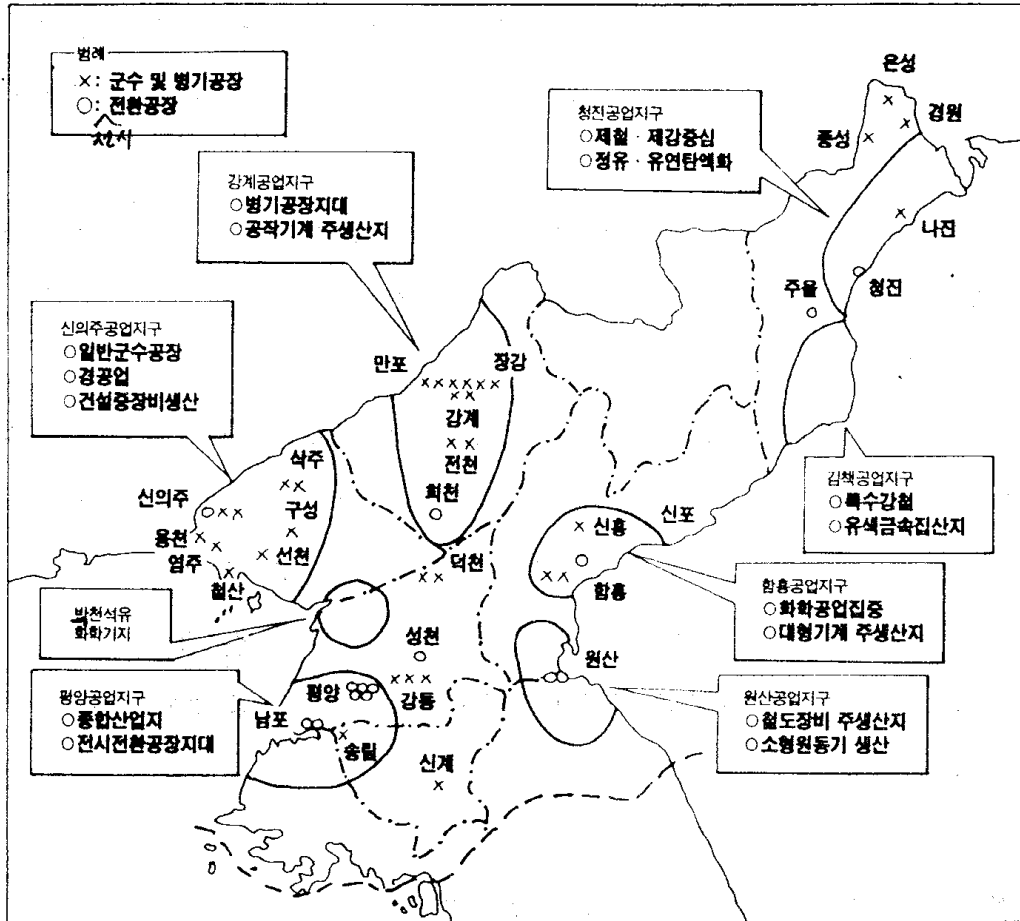 범례
×: 군수 및 병기공장
○: 전환공장
전시
온성
경원
종성
나진
청진
주을
청진공업지구
○제철·제강중심
○정유·유연탄액화
강계공업지구
○병기공장지대
○공작기계 주생산지
신의주공업지구
○일반군수공장
○경공업
○건설중장비생산
만포
장강
강계
전천
희천
삭주
신의주
구성
용천
염주
선천
철산
덕천
신흥
신포
함흥
김책공업지구
○특수강철
○유색금속집산지
함흥공업지구
○화학공업집중
○대형기계 주생산지
박천석유
화학기지
성천
원산
평양
강동
남포
송림
신계
평양공업지구
○종합산업지
○전시전환공장지대
원산공업지구
○철도장비 주생산지
○소형원동기 생산